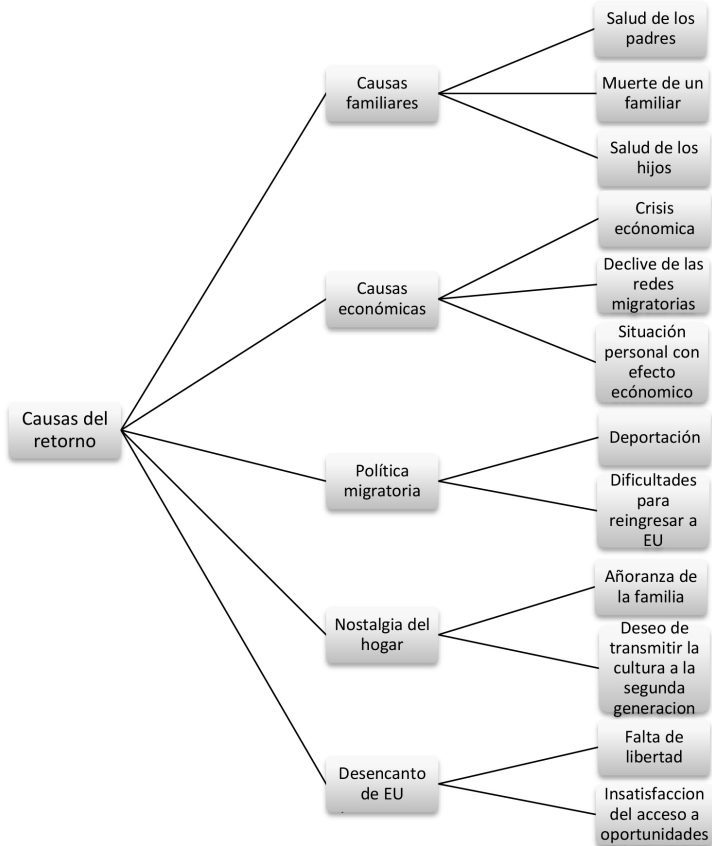 Causas del
retorno
Causas
familiares
Salud de los
padres
Muerte de un
familiar
Salud de los
hijos
Causas
económicas
Crisis
ecónomica
Declive de las
redes
migratorias
Situación
personal con
efecto
ecónomico
Política
migratoria
Deportación
Dificultades
para
reingresar a
EU
Nostalgia del
hogar
Añoranza de
la familia
Deseo de
transmitir la
cultura a la
segunda
generacion
Desencanto
de EU
Falta de
libertad
Insatisfaccion
del acceso a
oportunidades